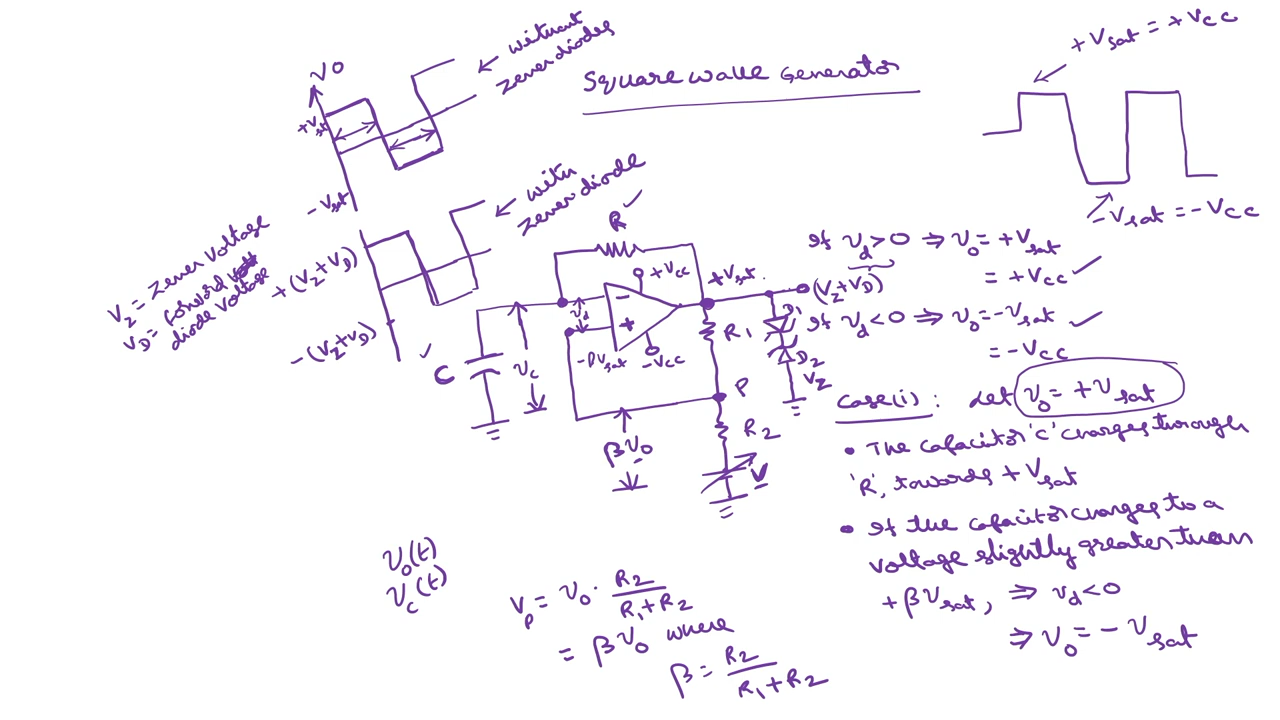 Square wave Generator
+Vsat = +Vcc
-Vsat = -Vcc
V0
+Vsat
-Vsat
without
zener diodes
with
zener diode
+(VZ+VD)
-(VZ+VD)
VZ = Zener Voltage
VD = forward volt
diode voltage
R
+Vcc
+Vsat.
(VZ+VD)
−
+
vd
-βVsat
-Vcc
C
vc
R1
P
R2
V
D1
D2
VZ
βV0
If vd>0 ⇒ v0 = +Vsat
= +Vcc
If vd<0 ⇒ v0 = -Vsat
= -Vcc
Case(i) : Let v0 = +Vsat
• The capacitor 'C' charges through
'R', towards + Vsat
• If the capacitor charges to a
voltage slightly greater than
+ βVsat, ⇒ vd<0
⇒ V0 = - Vsat
v0(t)
vc(t)
Vp = v0 · R2
R1+R2
= βV0 where
β = R2
R1+R2